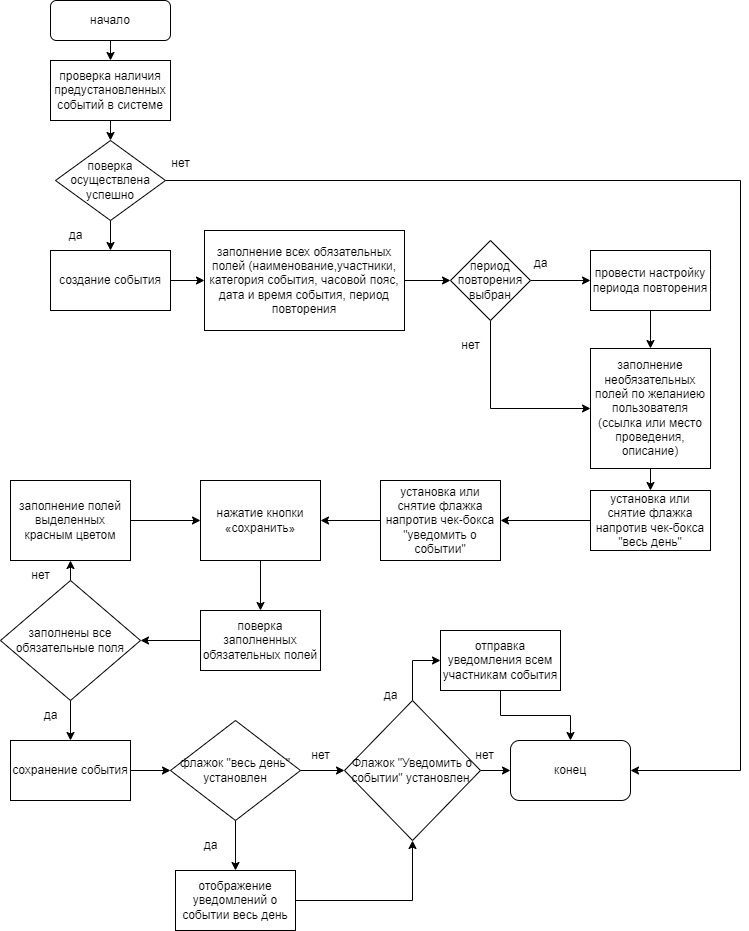 начало
проверка наличия
предустановленных
событий в системе
поверка
осуществлена
успешно
нет
да
создание события
заполнение всех обязательных
полей (наименование,участники,
категория события, часовой пояс,
дата и время события, период
повторения
период
повторения
выбран
да
провести настройку
периода повторения
нет
заполнение
необязательных
полей по желаниею
пользователя
(ссылка или место
проведения,
описание)
установка или
снятие флажка
напротив чек-бокса
"весь день"
установка или
снятие флажка
напротив чек-бокса
"уведомить о
событии"
нажатие кнопки
«сохранить»
заполнение полей
выделенных
красным цветом
нет
поверка
заполненных
обязательных полей
заполнены все
обязательные поля
да
сохранение события
флажок "весь день"
установлен
нет
да
отображение
уведомлений о
событии весь день
Флажок "Уведомить о
событии" установлен
да
отправка
уведомления всем
участникам события
нет
конец